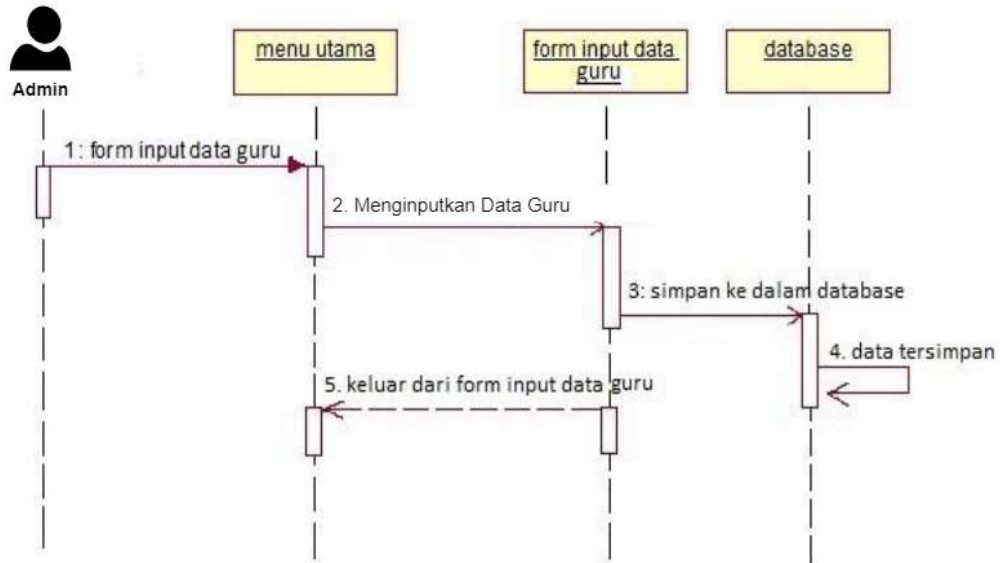 Admin
menu utama
form input data
guru
database
1: form input data guru
2. Menginputkan Data Guru
3: simpan ke dalam database
4. data tersimpan
5. keluar dari form input data guru